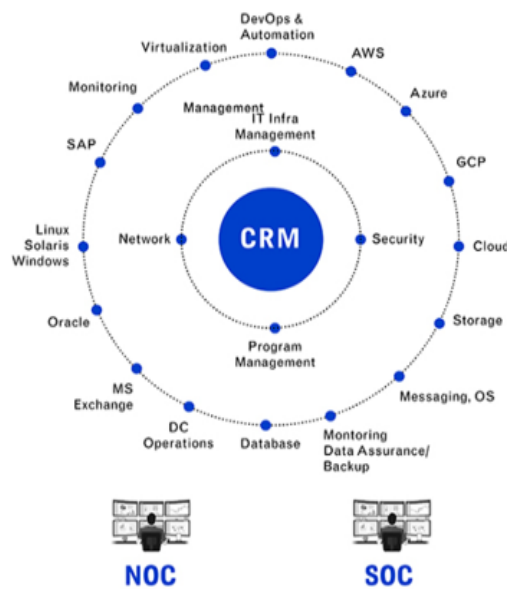 DevOps &
Automation
Virtualization
AWS
Monitoring
Azure
Management
IT Infra
Management
SAP
GCP
Linux
Solaris
Windows
Network
CRM
Security
Cloud
Oracle
Storage
Program
Management
MS
Exchange
Messaging, OS
DC
Operations
Database
Montoring
Data Assurance/
Backup
NOC
SOC